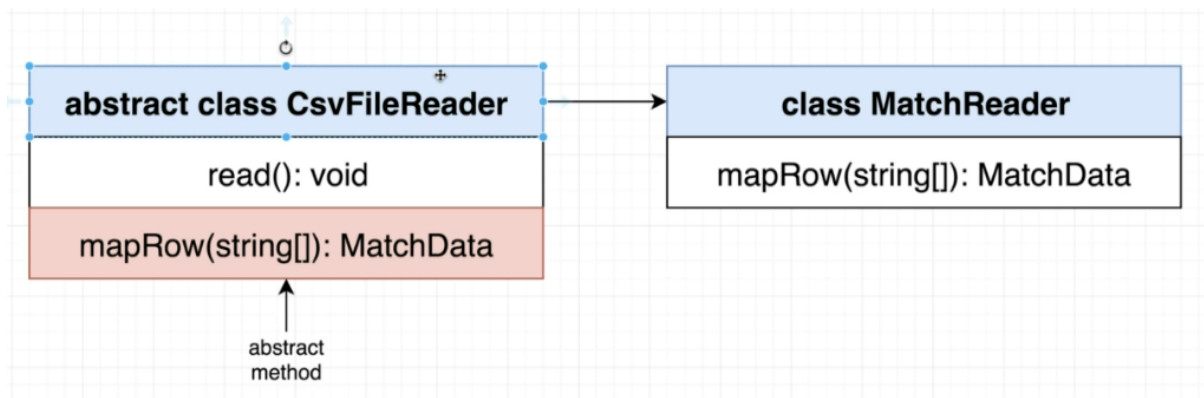 abstract class CsvFileReader
read(): void
mapRow(string[]): MatchData
abstract
method
class MatchReader
mapRow(string[]): MatchData